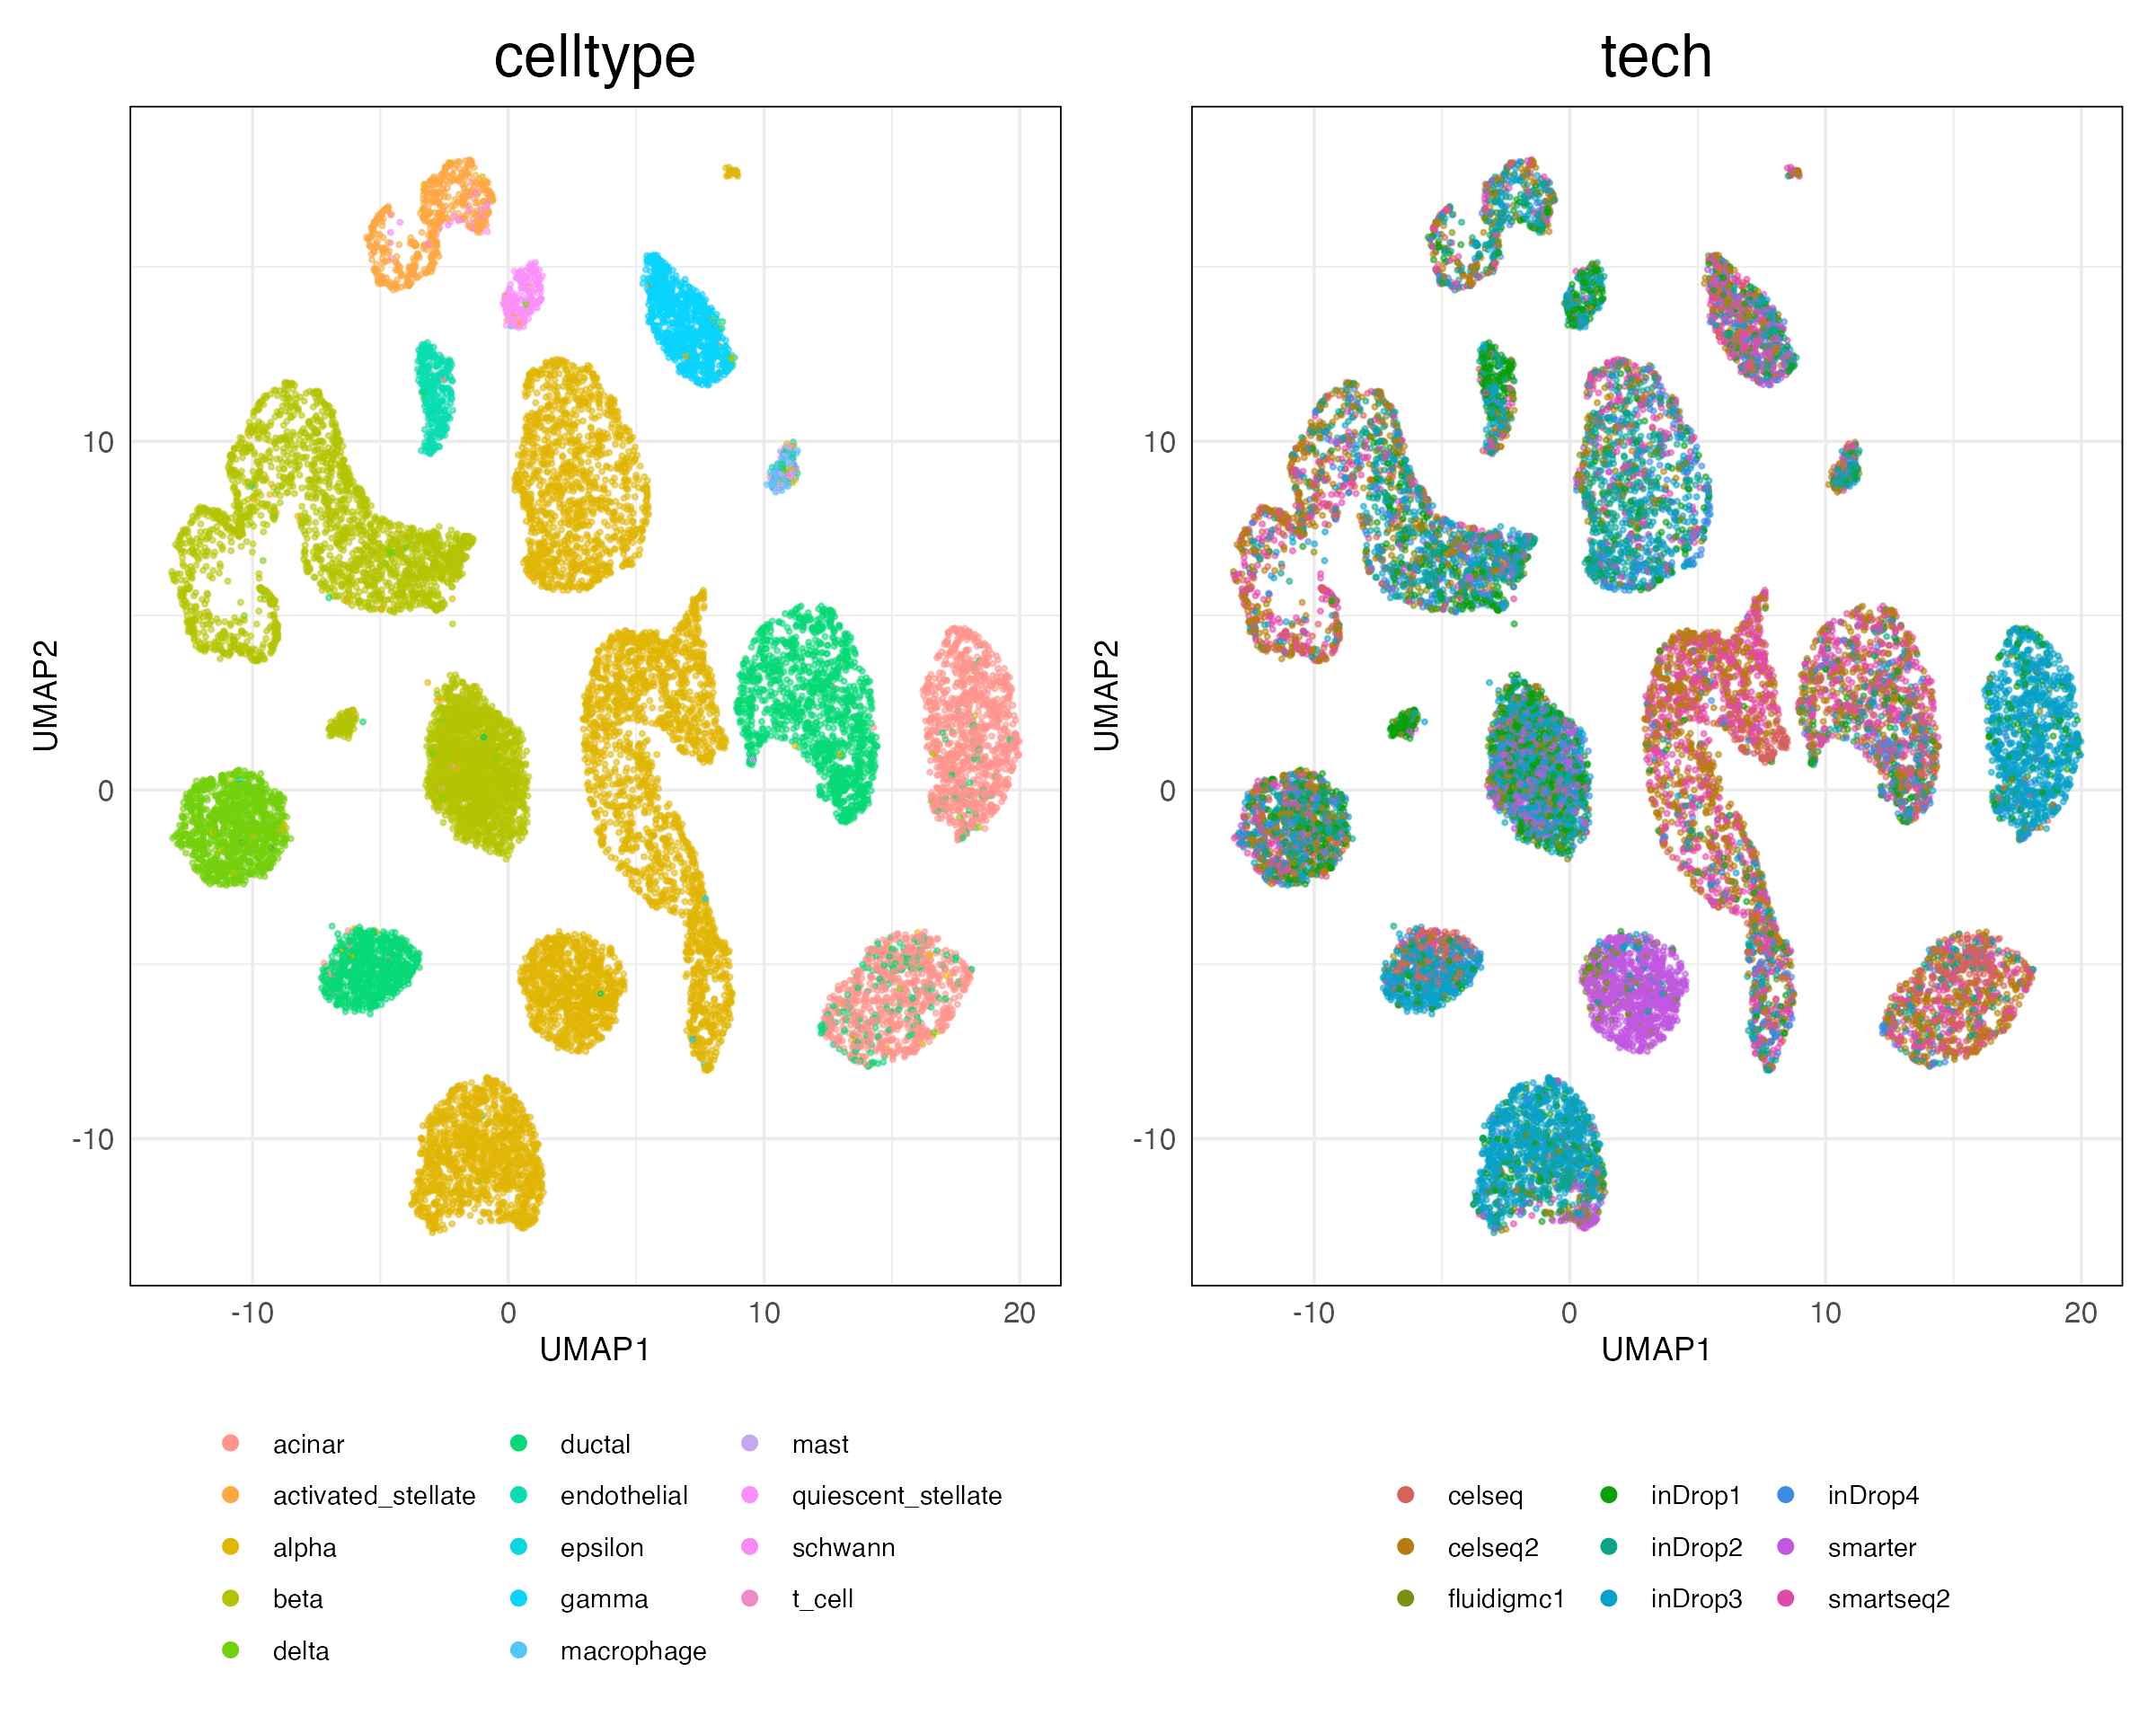 celltype
tech
10
0
-10
UMAP2
-10
0
10
20
UMAP1
10
0
-10
UMAP2
-10
0
10
20
UMAP1
acinar
activated_stellate
alpha
beta
delta
ductal
endothelial
epsilon
gamma
macrophage
mast
quiescent_stellate
schwann
t_cell
celseq
celseq2
fluidigmc1
inDrop1
inDrop2
inDrop3
inDrop4
smarter
smartseq2